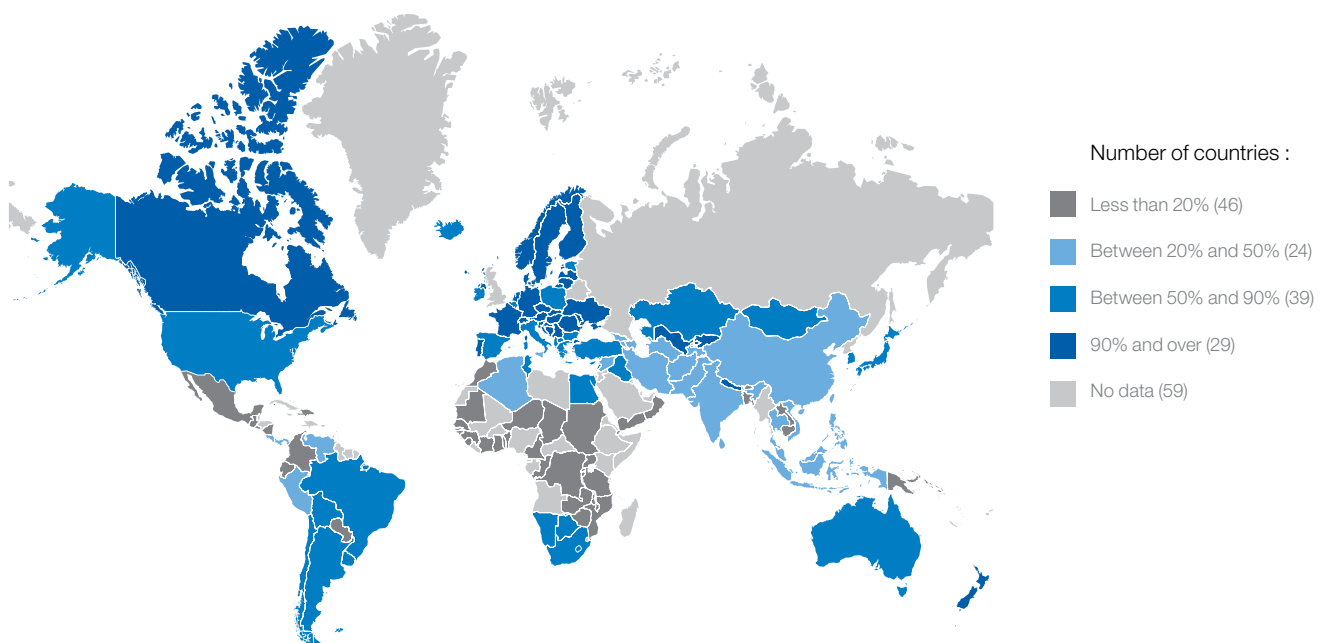 Number of countries :
Less than 20% (46)
Between 20% and 50% (24)
Between 50% and 90% (39)
90% and over (29)
No data (59)